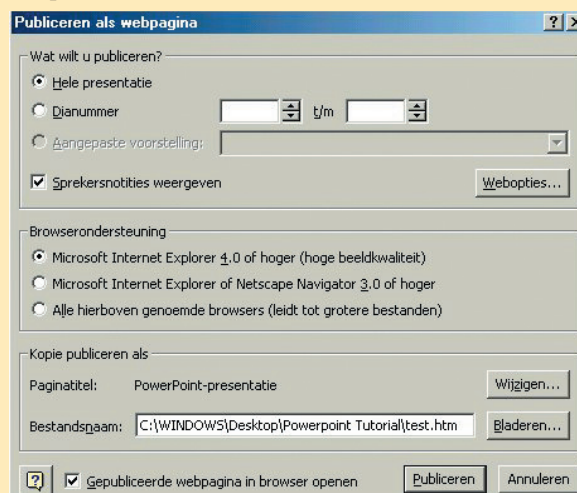 Publiceren als webpagina
Wat wilt u publiceren?
Hele presentatie
Dianummer t/m
Aangepaste voorstelling:
Sprekersnotities weergeven Webopties...
Browserondersteuning
Microsoft Internet Explorer 4.0 of hoger (hoge beeldkwaliteit)
Microsoft Internet Explorer of Netscape Navigator 3.0 of hoger
Alle hierboven genoemde browsers (leidt tot grotere bestanden)
Kopie publiceren als
Paginatitel: PowerPoint-presentatie Wijzigen...
Bestandsnaam: C:\WINDOWS\Desktop\Powerpoint Tutorial\test.htm Bladeren...
Gepubliceerde webpagina in browser openen Publiceren Annuleren